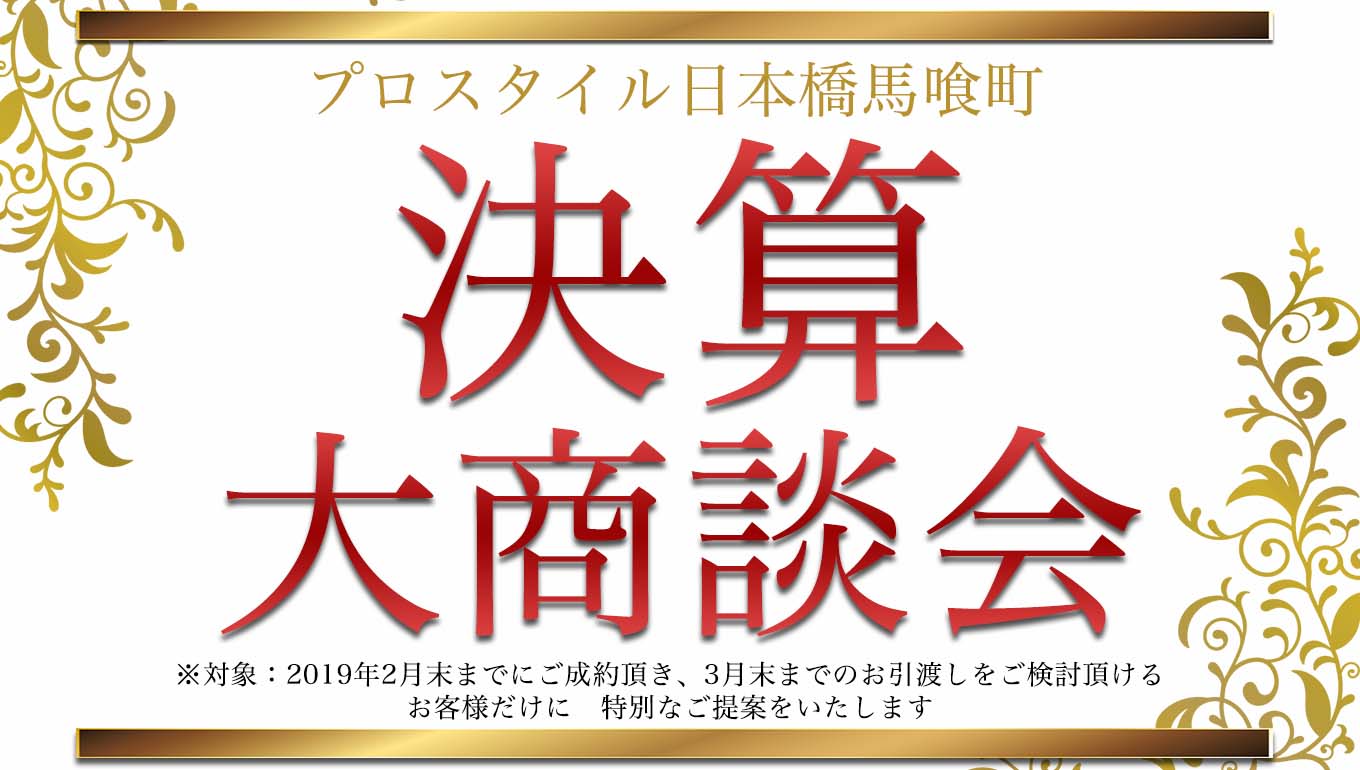 プロスタイル日本橋馬喰町
決算
大商談会
※対象：2019年2月末までにご成約頂き、3月末までのお引渡しをご検討頂ける
お客様だけに　特別なご提案をいたします